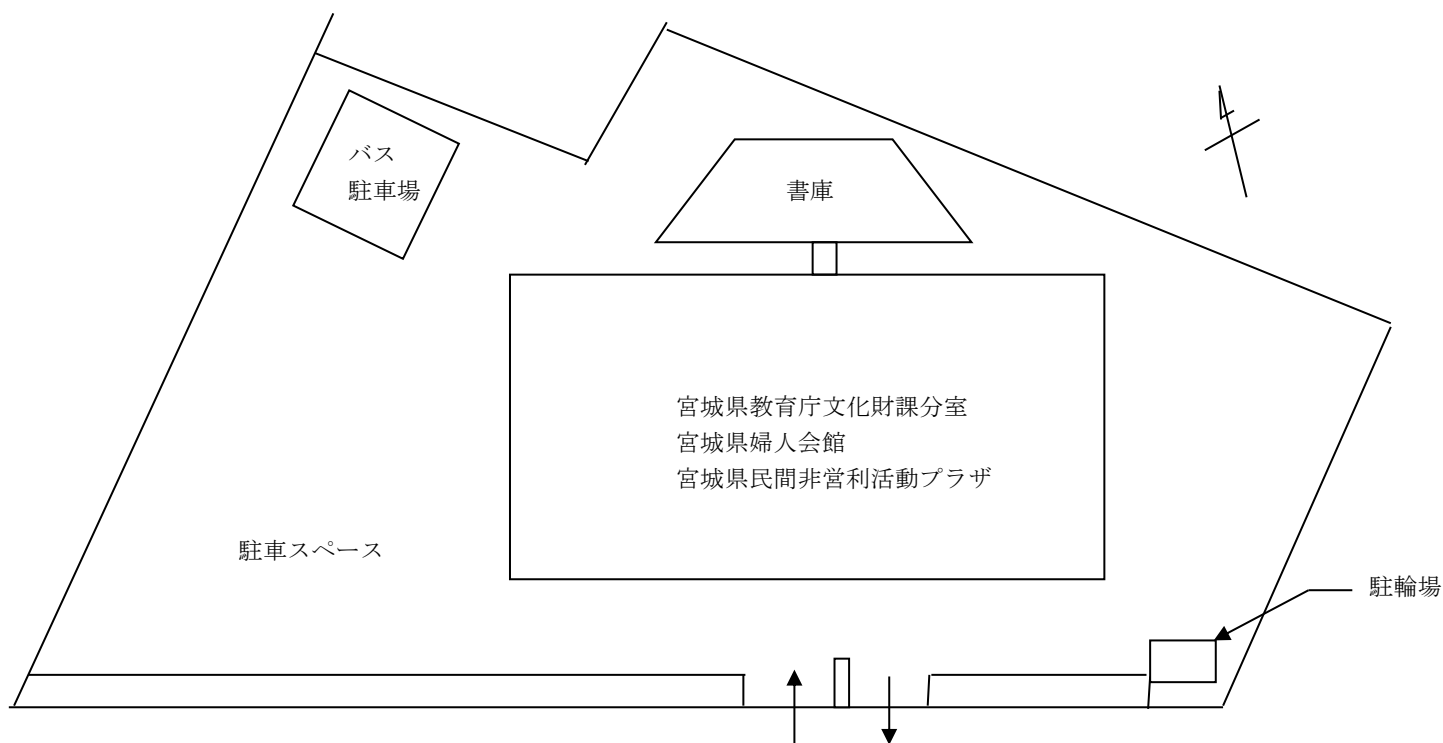 バス
駐車場
書庫
宮城県教育庁文化財課分室
宮城県婦人会館
宮城県民間非営利活動プラザ
駐車スペース
駐輪場